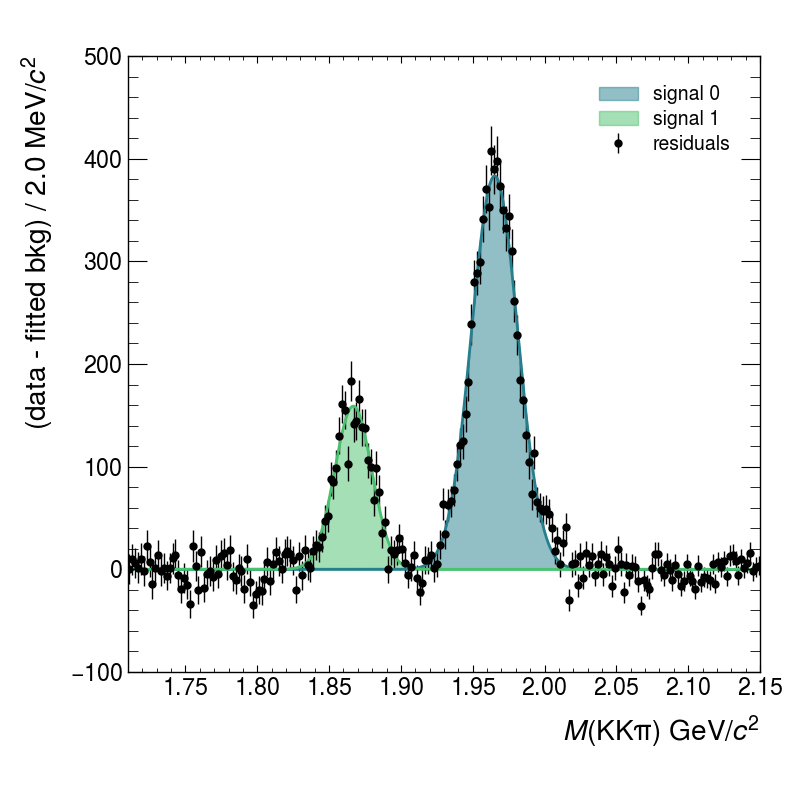 (data - fitted bkg) / 2.0 MeV/c²
500
400
300
200
100
0
−100
signal 0
signal 1
residuals
1.75 1.80 1.85 1.90 1.95 2.00 2.05 2.10 2.15
M(KKπ) GeV/c²